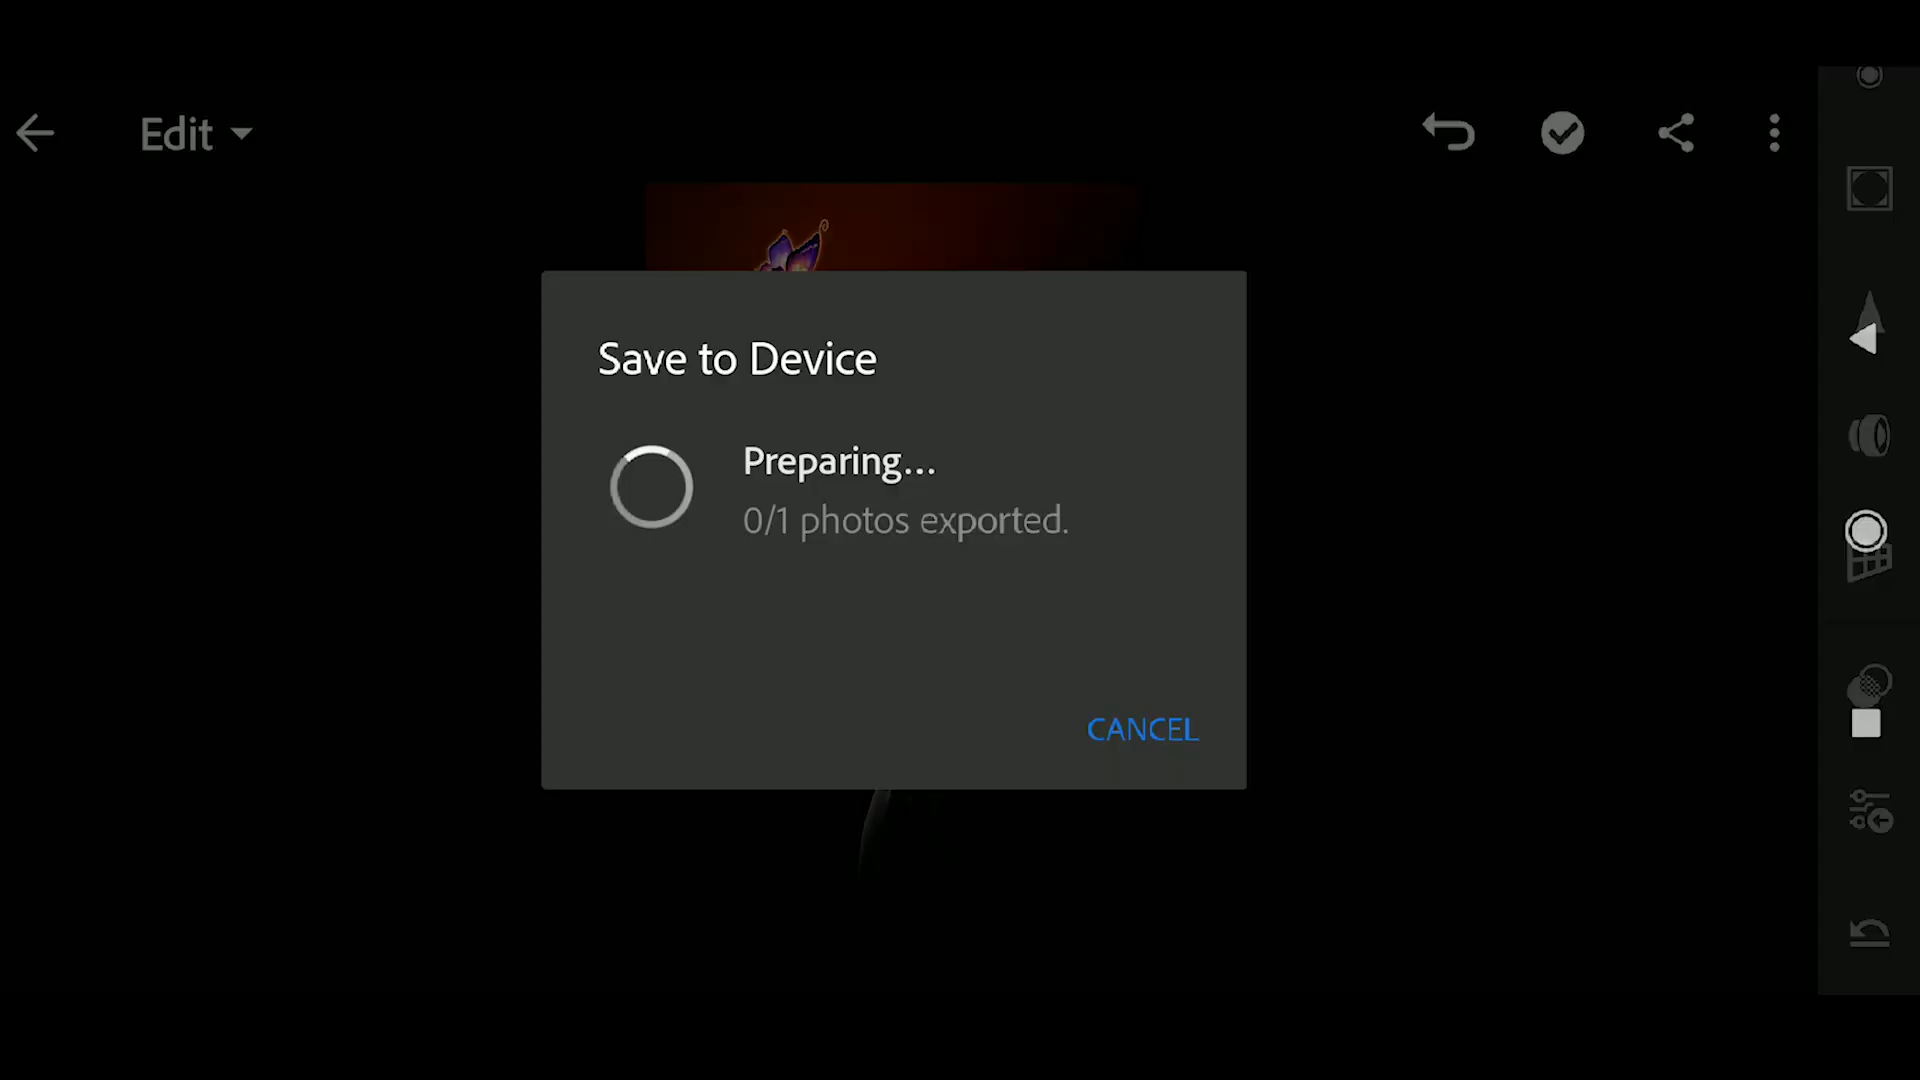 Edit
Save to Device
Preparing...
0/1 photos exported.
CANCEL